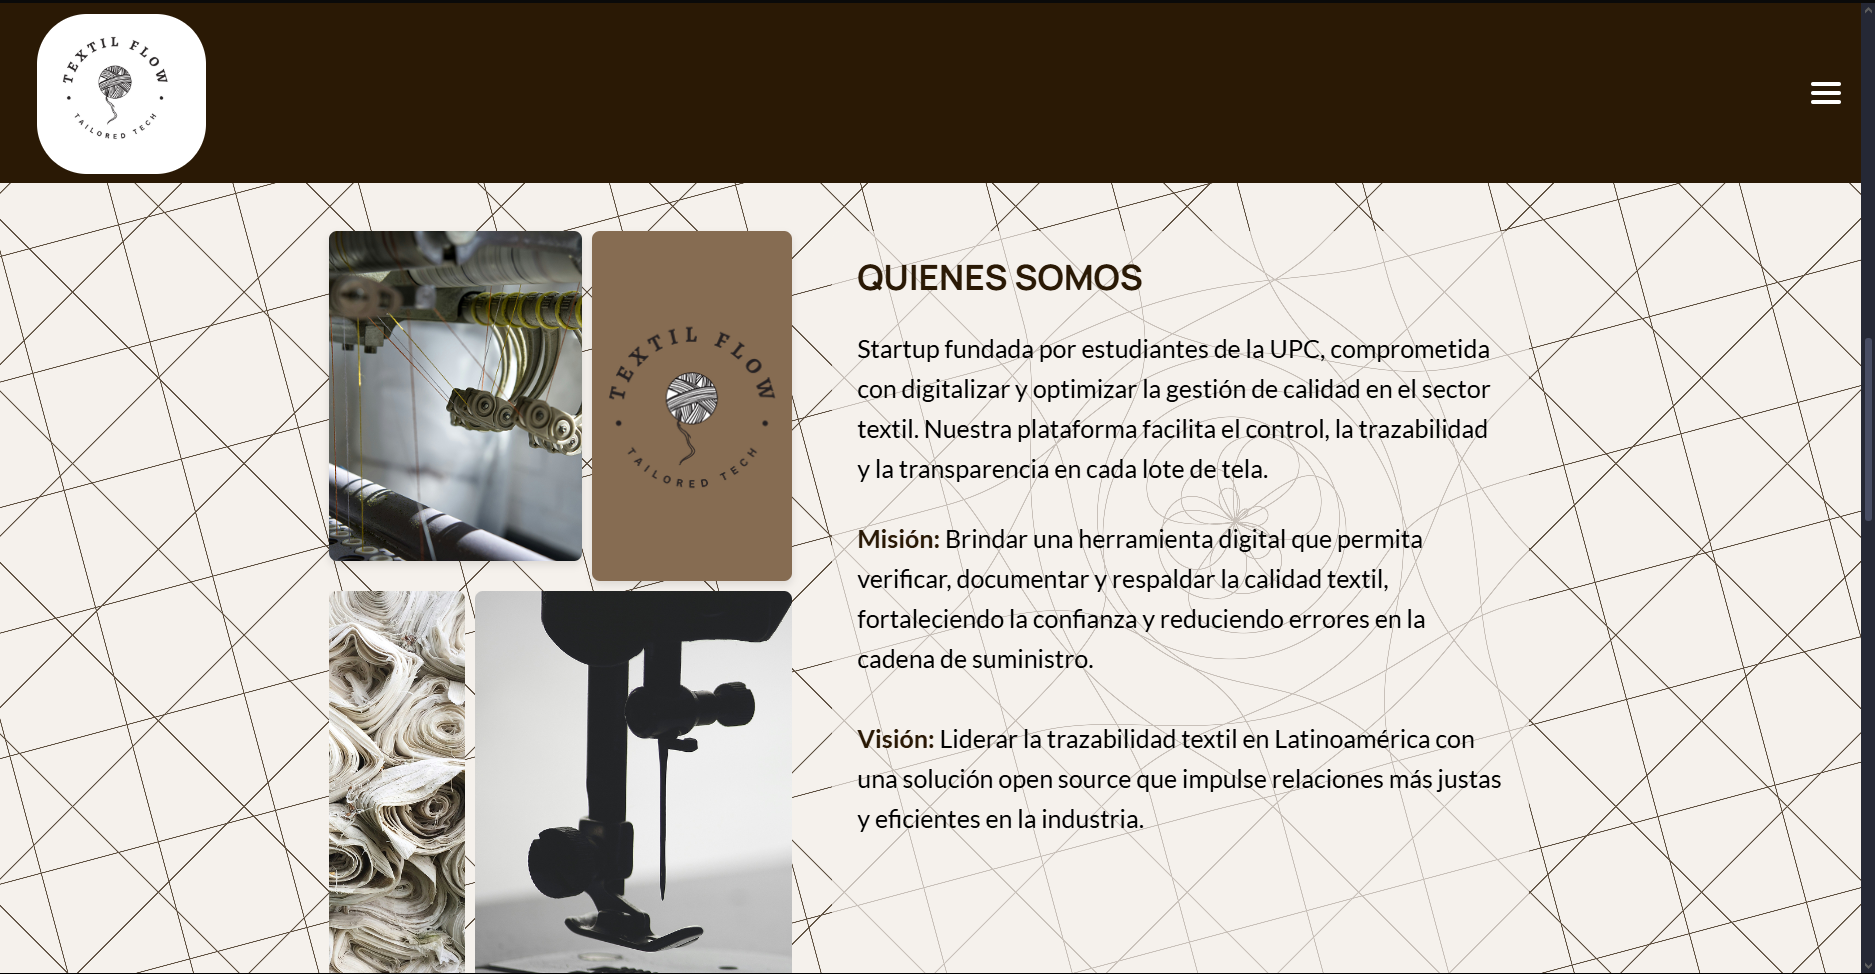 TEXTIL FLOW
TAILORED TECH
TEXTIL FLOW
TAILORED TECH
QUIENES SOMOS
Startup fundada por estudiantes de la UPC, comprometida
con digitalizar y optimizar la gestión de calidad en el sector
textil. Nuestra plataforma facilita el control, la trazabilidad
y la transparencia en cada lote de tela.
Misión: Brindar una herramienta digital que permita
verificar, documentar y respaldar la calidad textil,
fortaleciendo la confianza y reduciendo errores en la
cadena de suministro.
Visión: Liderar la trazabilidad textil en Latinoamérica con
una solución open source que impulse relaciones más justas
y eficientes en la industria.